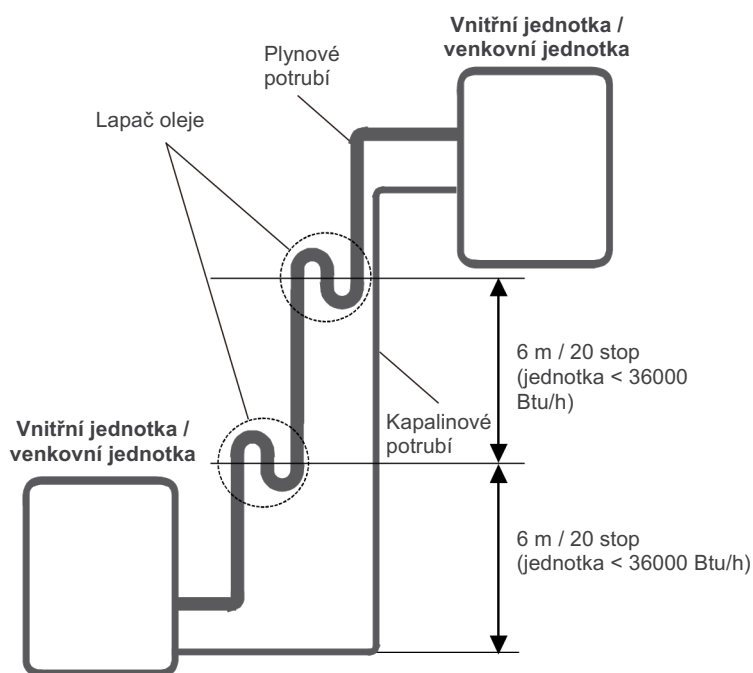 Vnitřní jednotka /
venkovní jednotka
Plynové
potrubí
Lapač oleje
6 m / 20 stop
(jednotka < 36000
Btu/h)
Kapalinové
potrubí
Vnitřní jednotka /
venkovní jednotka
6 m / 20 stop
(jednotka < 36000 Btu/h)